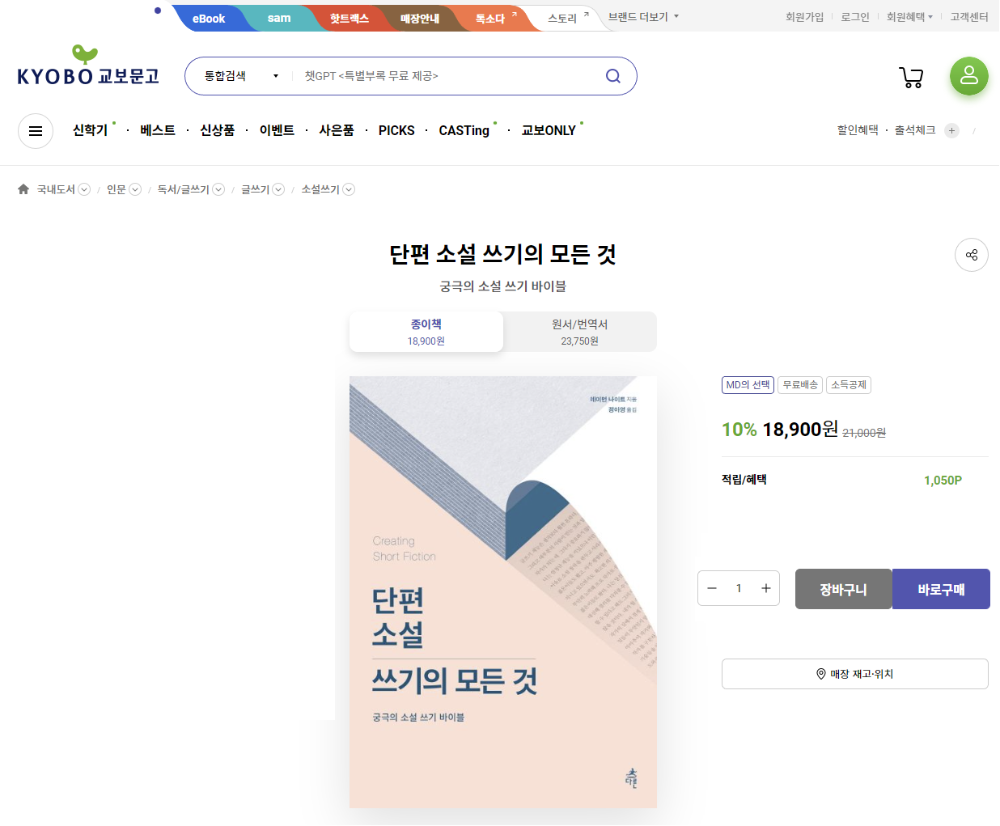 eBook sam 핫트랙스 매장안내 톡소다 스토리 브랜드 더보기 회원가입 로그인 회원혜택 고객센터
KYOBO 교보문고
통합검색 챗GPT <특별부록 무료 제공>
신학기 · 베스트 · 신상품 · 이벤트 · 사은품 · PICKS · CASTing · 교보ONLY 할인혜택 · 출석체크 + /
국내도서 / 인문 / 독서/글쓰기 / 글쓰기 / 소설쓰기
단편 소설 쓰기의 모든 것
궁극의 소설 쓰기 바이블
종이책
18,900원
원서/번역서
23,750원
데이먼 나이트 지음
정아영 옮김
Creating
Short Fiction
단편
소설
쓰기의 모든 것
궁극의 소설 쓰기 바이블
다른
MD의 선택 무료배송 소득공제
10% 18,900원 21,000원
적립/혜택 1,050P
1
장바구니 바로구매
매장 재고·위치